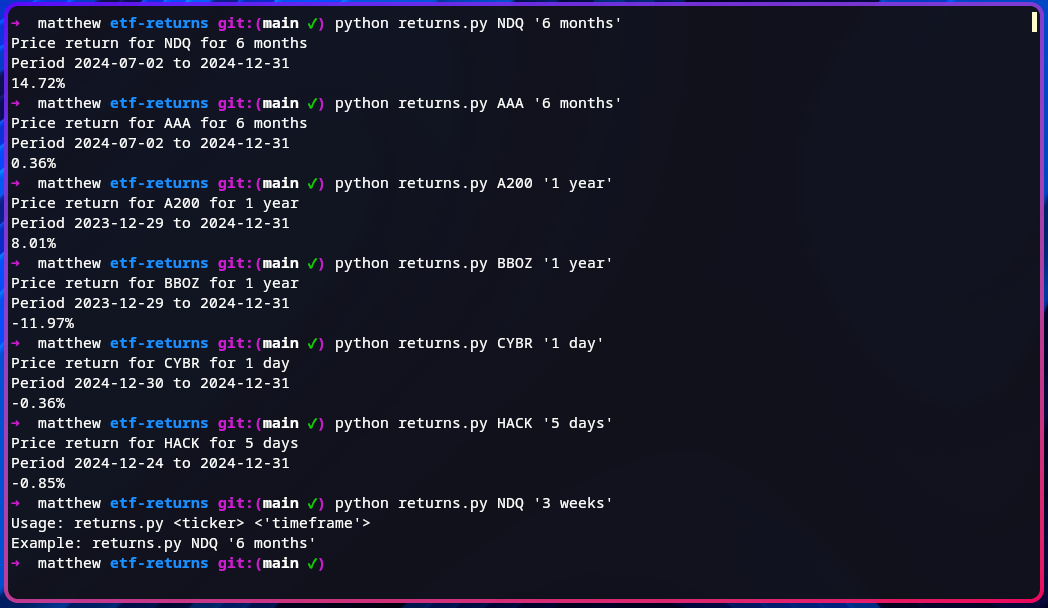 → matthew etf-returns git:(main ✓) python returns.py NDQ '6 months'
Price return for NDQ for 6 months
Period 2024-07-02 to 2024-12-31
14.72%
→ matthew etf-returns git:(main ✓) python returns.py AAA '6 months'
Price return for AAA for 6 months
Period 2024-07-02 to 2024-12-31
0.36%
→ matthew etf-returns git:(main ✓) python returns.py A200 '1 year'
Price return for A200 for 1 year
Period 2023-12-29 to 2024-12-31
8.01%
→ matthew etf-returns git:(main ✓) python returns.py BBOZ '1 year'
Price return for BBOZ for 1 year
Period 2023-12-29 to 2024-12-31
-11.97%
→ matthew etf-returns git:(main ✓) python returns.py CYBR '1 day'
Price return for CYBR for 1 day
Period 2024-12-30 to 2024-12-31
-0.36%
→ matthew etf-returns git:(main ✓) python returns.py HACK '5 days'
Price return for HACK for 5 days
Period 2024-12-24 to 2024-12-31
-0.85%
→ matthew etf-returns git:(main ✓) python returns.py NDQ '3 weeks'
Usage: returns.py <ticker> <'timeframe'>
Example: returns.py NDQ '6 months'
→ matthew etf-returns git:(main ✓)